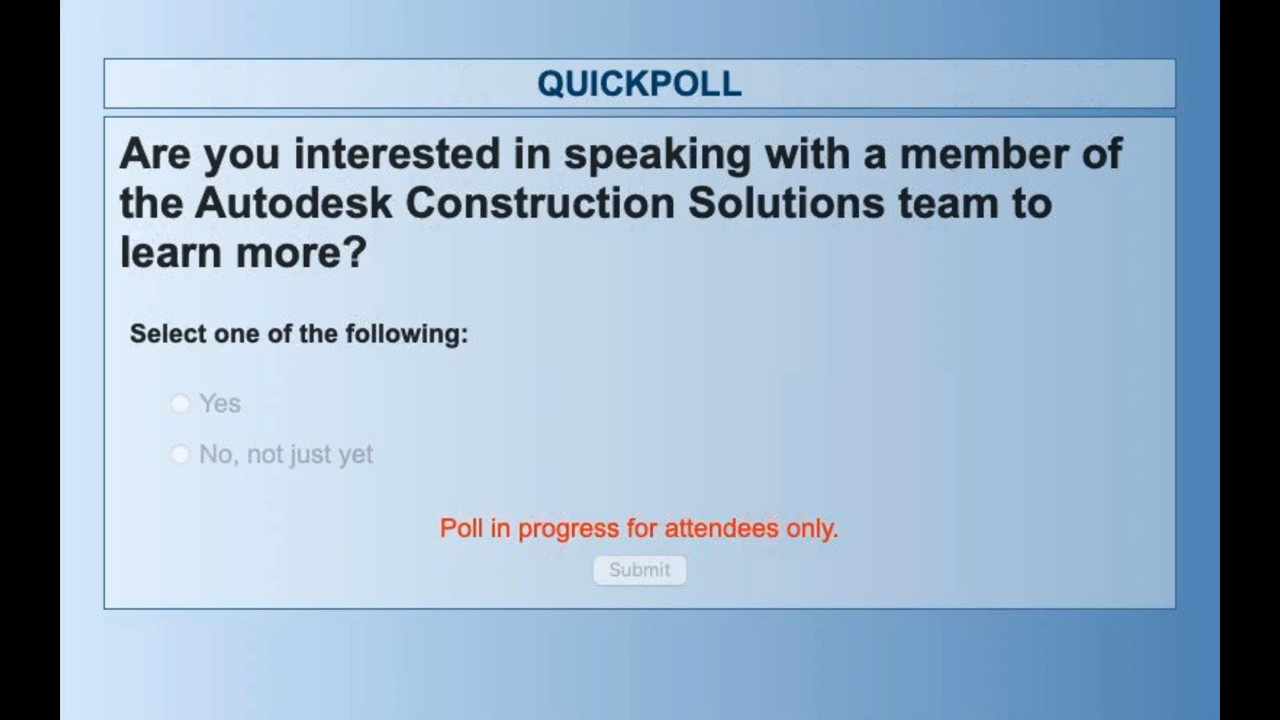 QUICKPOLL
Are you interested in speaking with a member of
the Autodesk Construction Solutions team to
learn more?
Select one of the following:
Yes
No, not just yet
Poll in progress for attendees only.
Submit